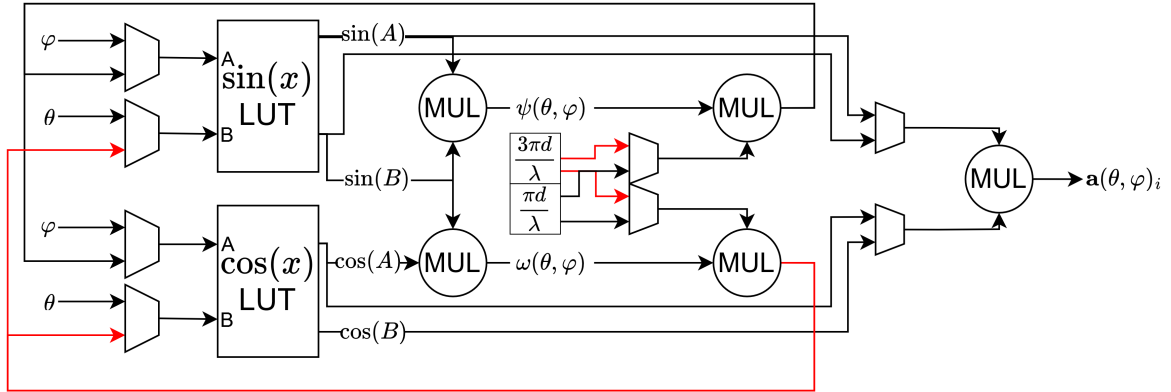 φ
θ
A
sin(x)
LUT
B
sin(A)
sin(B)
MUL
ψ(θ, φ)
MUL
3πd
λ
πd
λ
φ
θ
A
cos(x)
LUT
B
cos(A)
cos(B)
MUL
ω(θ, φ)
MUL
MUL
a(θ, φ)ᵢ